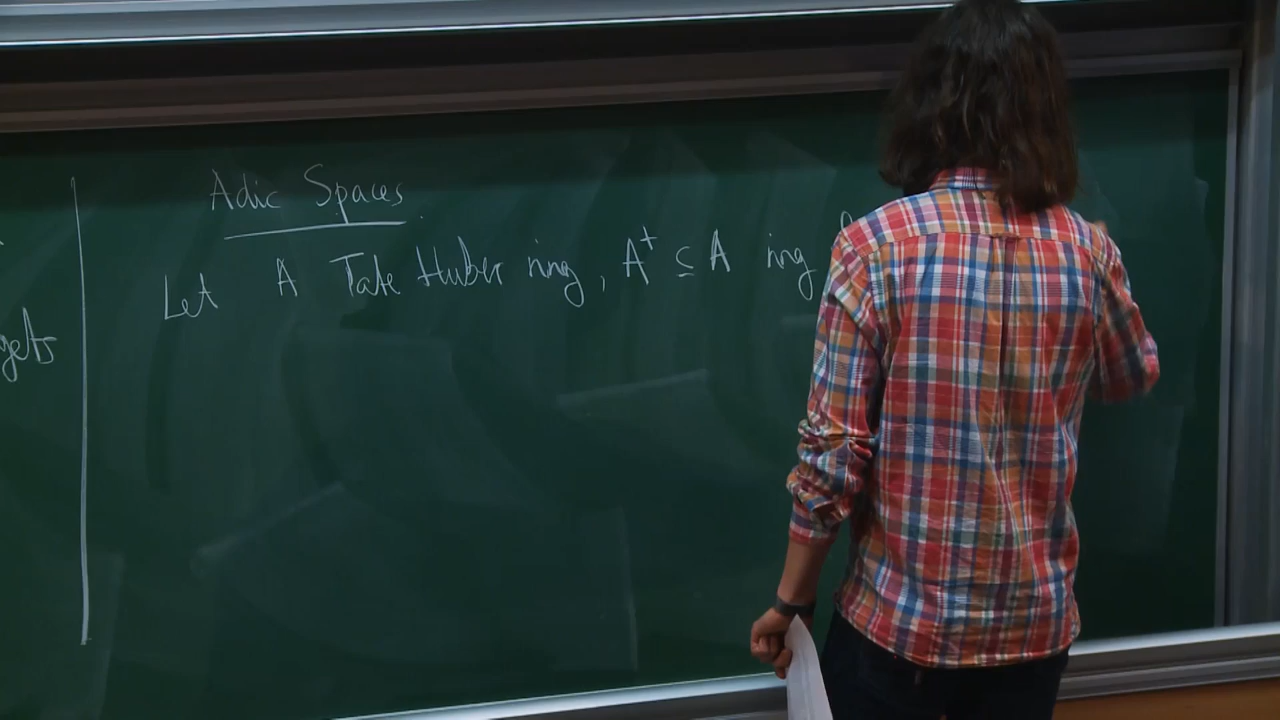 Adic Spaces
Let A Tate Huber ring, A⁺ ⊆ A ring
gets